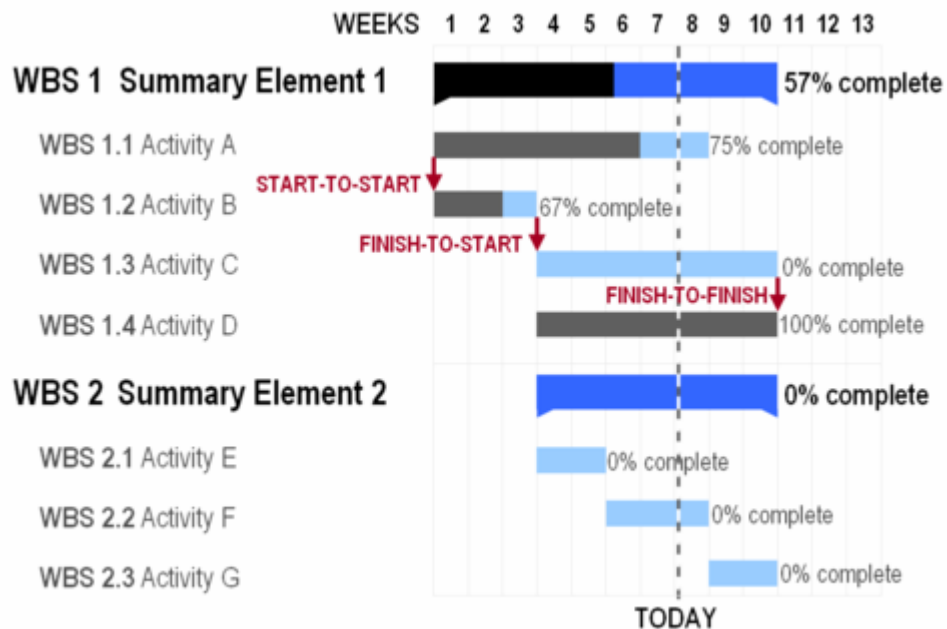 WEEKS 1 2 3 4 5 6 7 8 9 10 11 12 13
WBS 1 Summary Element 1 57% complete
WBS 1.1 Activity A 75% complete
START-TO-START
WBS 1.2 Activity B 67% complete
FINISH-TO-START
WBS 1.3 Activity C 0% complete
FINISH-TO-FINISH
WBS 1.4 Activity D 100% complete
WBS 2 Summary Element 2 0% complete
WBS 2.1 Activity E 0% complete
WBS 2.2 Activity F 0% complete
WBS 2.3 Activity G 0% complete
TODAY